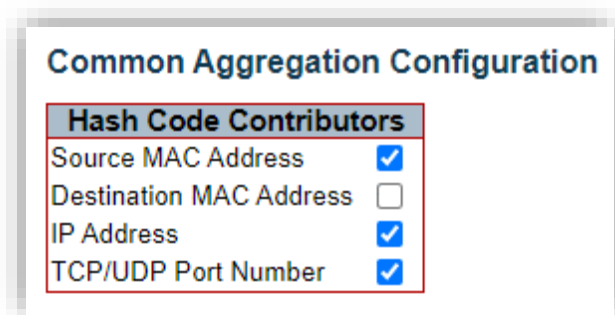 Common Aggregation Configuration
Hash Code Contributors
Source MAC Address
Destination MAC Address
IP Address
TCP/UDP Port Number